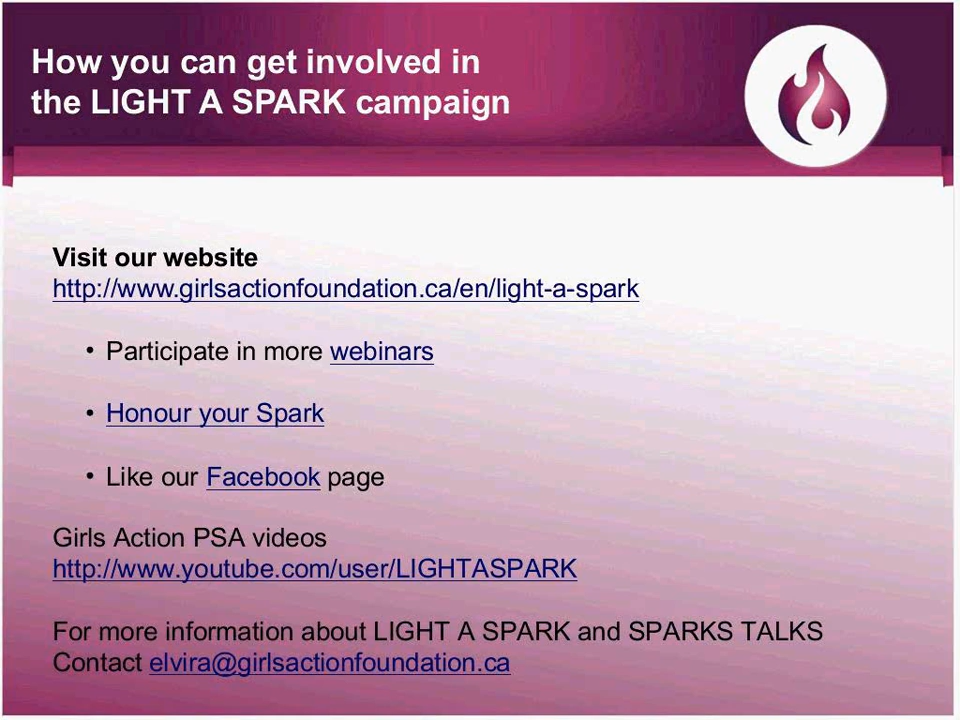 How you can get involved in
the LIGHT A SPARK campaign
Visit our website
http://www.girlsactionfoundation.ca/en/light-a-spark
• Participate in more webinars
• Honour your Spark
• Like our Facebook page
Girls Action PSA videos
http://www.youtube.com/user/LIGHTASPARK
For more information about LIGHT A SPARK and SPARKS TALKS
Contact elvira@girlsactionfoundation.ca